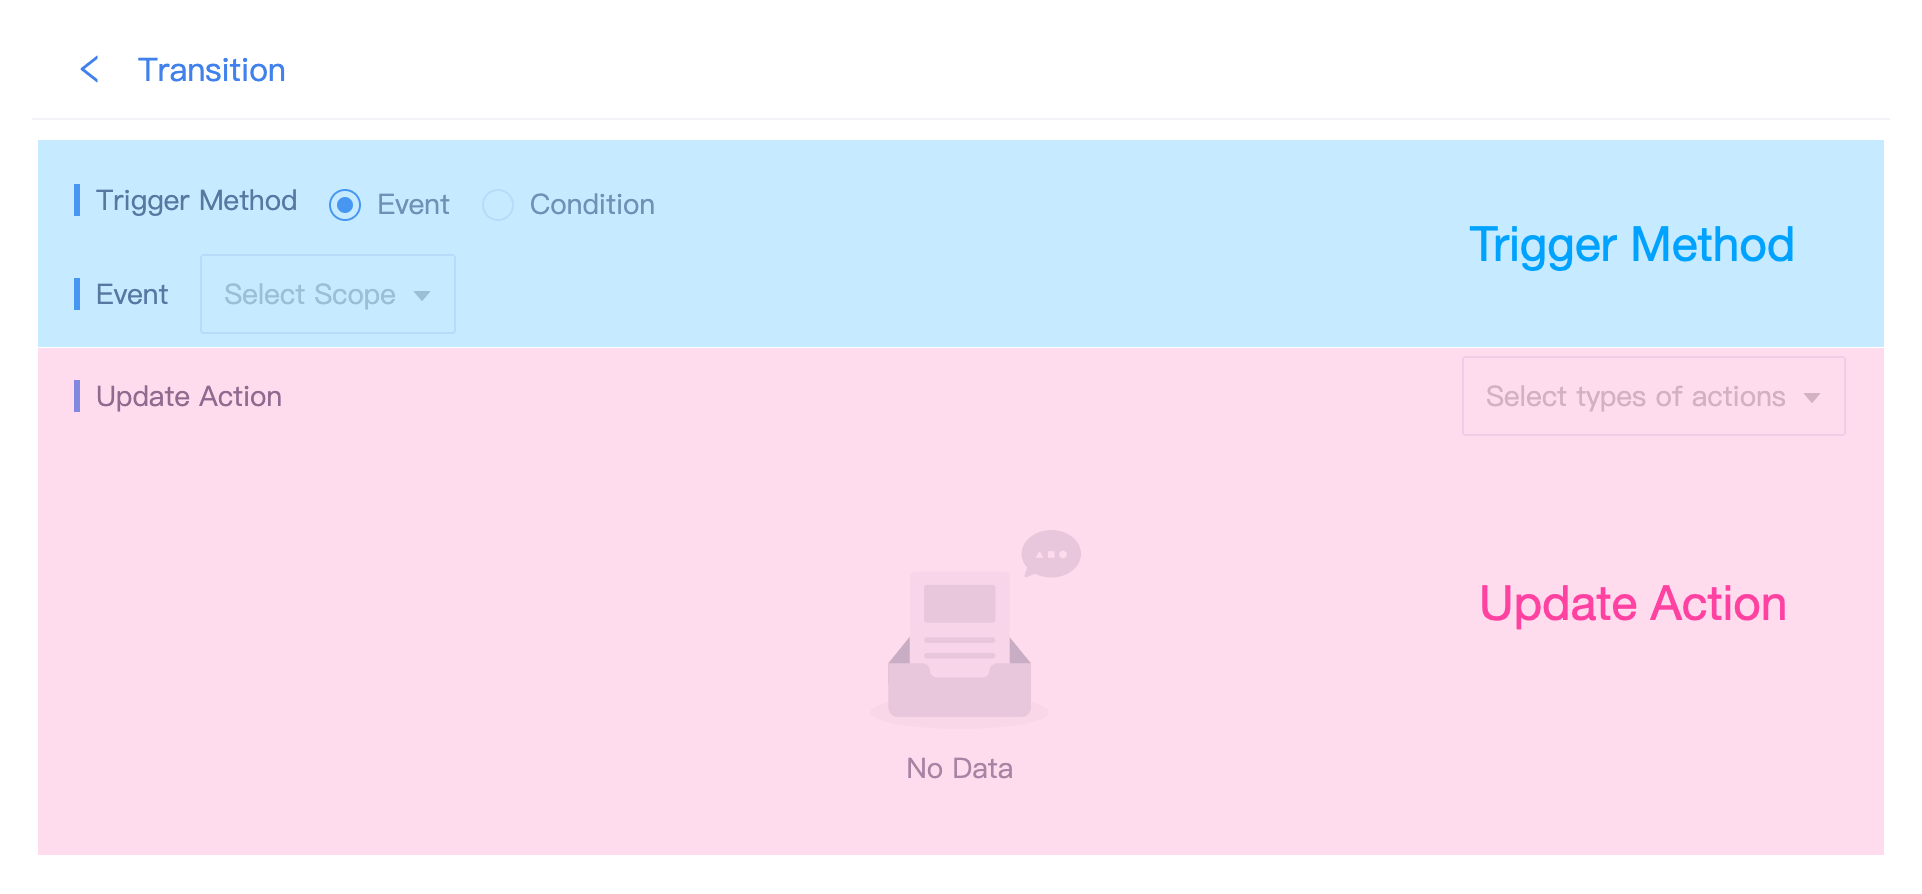 Transition
Trigger Method Event Condition
Trigger Method
Event Select Scope
Update Action Select types of actions
Update Action
No Data